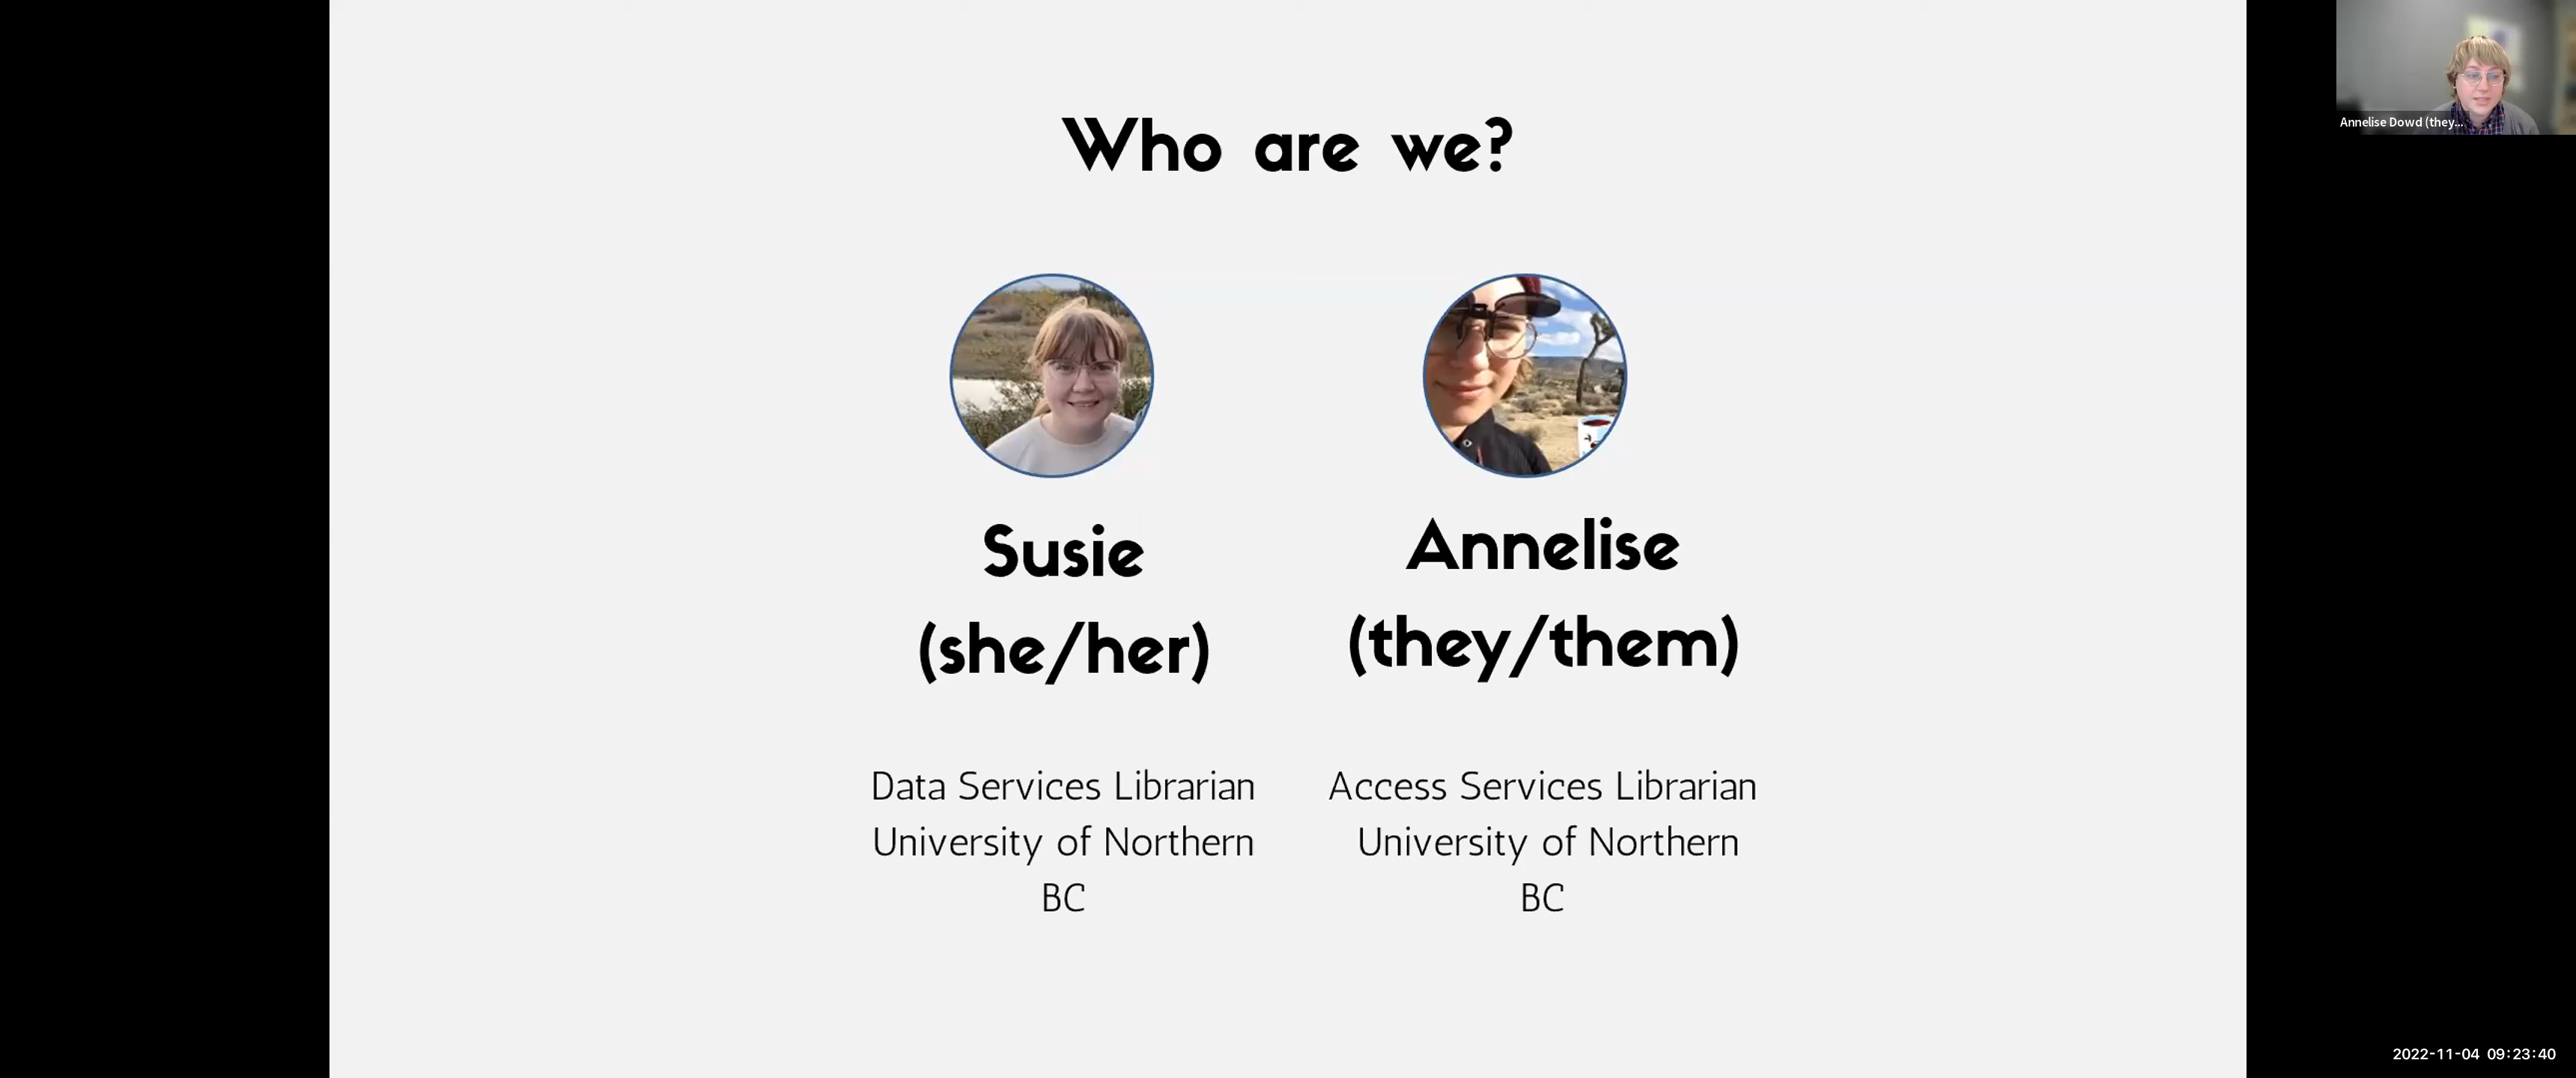 Who are we?
Annelise Dowd (they...
Susie
(she/her)
Annelise
(they/them)
Data Services Librarian
University of Northern
BC
Access Services Librarian
University of Northern
BC
2022-11-04 09:23:40